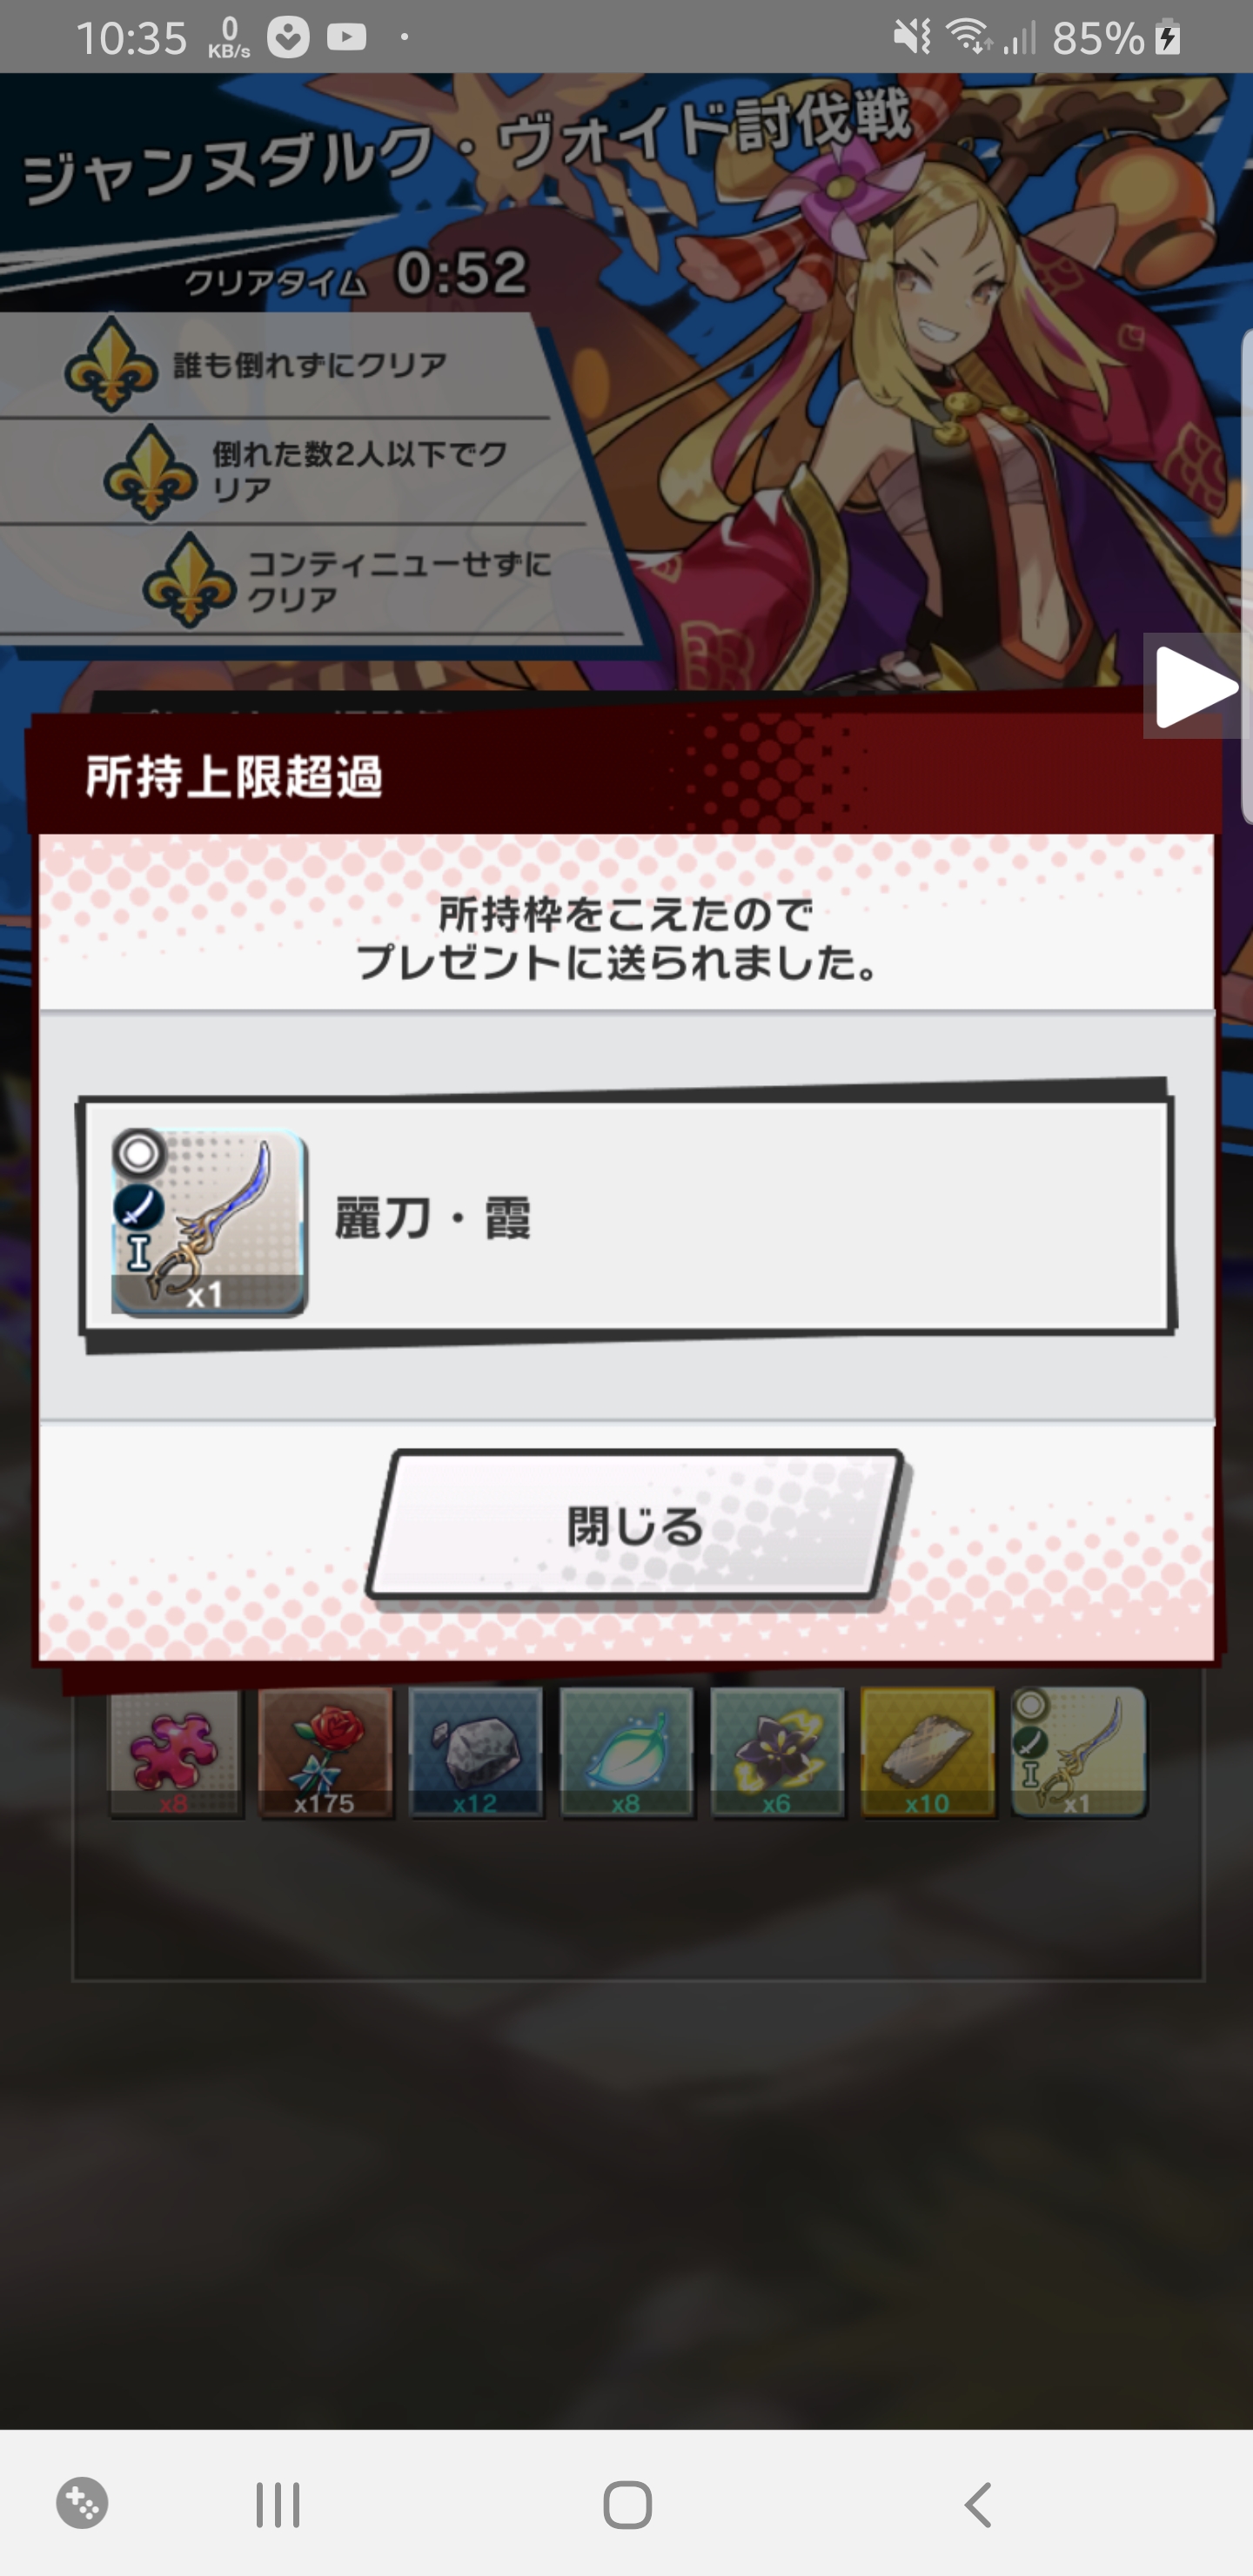 10:35 0 KB/s 85%
ジャンヌダルク・ヴォイド討伐戦
クリアタイム 0:52
誰も倒れずにクリア
倒れた数2人以下でク
リア
コンティニューせずに
クリア
所持上限超過
所持枠をこえたので
プレゼントに送られました。
I
麗刀・霞
x1
閉じる
I
x8 x175 x12 x8 x6 x10 x1